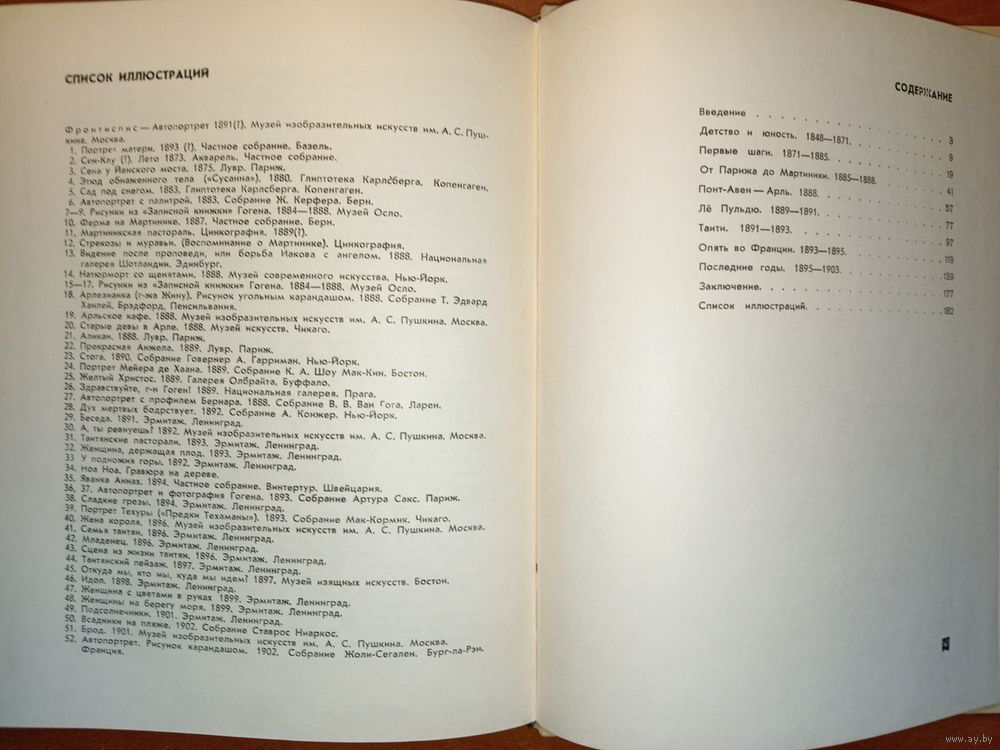 СПИСОК ИЛЛЮСТРАЦИЙ
Фронтиспис — Автопортрет 1891(?). Музей изобразительных искусств им. А. С. Пуш-
кина. Москва.
1. Портрет матери. 1893 (?). Частное собрание. Базель.
2. Сен-Клу (?). Лето 1873. Акварель. Частное собрание.
3. Сена у Йенского моста. 1875. Лувр. Париж.
4. Этюд обнаженного тела («Сусанна»). 1880. Глиптотека Карлсберга. Копенгаген.
5. Сад под снегом. 1883. Глиптотека Карлсберга. Копенгаген.
6. Автопортрет с палитрой. 1883. Собрание Ж. Керфера. Берн.
7—9. Рисунки из «Записной книжки» Гогена. 1884—1888. Музей Осло.
10. Ферма на Мартинике. 1887. Частное собрание. Берн.
11. Мартиникская пастораль. Цинкография. 1889(?).
12. Стрекозы и муравьи. (Воспоминание о Мартинике). Цинкография.
13. Видение после проповеди, или борьба Иакова с ангелом. 1888. Национальная
галерея Шотландии. Эдинбург.
14. Натюрморт со щенятами. 1888. Музей современного искусства. Нью-Йорк.
15—17. Рисунки из «Записной книжки» Гогена. 1884—1888. Музей Осло.
18. Арлезианка (г-жа Жину). Рисунок угольным карандашом. 1888. Собрание Т. Эдвард
Ханлей, Брэдфорд, Пенсильвания.
19. Арльское кафе. 1888. Музей изобразительных искусств им. А. С. Пушкина. Москва.
20. Старые девы в Арле. 1888. Музей искусств. Чикаго.
21. Аликан. 1888. Лувр. Париж.
22. Прекрасная Анжела. 1889. Лувр. Париж.
23. Стога. 1890. Собрание Говернер А. Гарриман. Нью-Йорк.
24. Портрет Мейера де Хаана. 1889. Собрание К. А. Шоу Мак-Кин. Бостон.
25. Желтый Христос. 1889. Галерея Олбрайта. Буффало.
26. Здравствуйте, г-н Гоген! 1889. Национальная галерея. Прага.
27. Автопортрет с профилем Бернара. 1888. Собрание В. В. Ван Гога. Ларен.
28. Дух мертвых бодрствует. 1892. Собрание А. Конжер. Нью-Йорк.
29. Беседа. 1891. Эрмитаж. Ленинград.
30. А, ты ревнуешь? 1892. Музей изобразительных искусств им. А. С. Пушкина. Москва.
31. Таитянские пасторали. 1893. Эрмитаж. Ленинград.
32. Женщина, держащая плод. 1893. Эрмитаж. Ленинград.
33. У подножия горы. 1892. Эрмитаж. Ленинград.
34. Ноа Ноа. Гравюра на дереве.
35. Яванка Аннах. 1894. Частное собрание. Винтертур. Швейцария.
36, 37. Автопортрет и фотография Гогена. 1893. Собрание Артура Сакс. Париж.
38. Сладкие грезы. 1894. Эрмитаж. Ленинград.
39. Портрет Техуры («Предки Техаманы»). 1893. Собрание Мак-Кормик. Чикаго.
40. Жена короля. 1896. Музей изобразительных искусств им. А. С. Пушкина. Москва.
41. Семья таитян. 1896. Эрмитаж. Ленинград.
42. Младенец. 1896. Эрмитаж. Ленинград.
43. Сцена из жизни таитян. 1896. Эрмитаж. Ленинград.
44. Таитянский пейзаж. 1897. Эрмитаж. Ленинград.
45. Откуда мы, кто мы, куда мы идем? 1897. Музей изящных искусств. Бостон.
46. Идол. 1898. Эрмитаж. Ленинград.
47. Женщина с цветами в руках 1899. Эрмитаж. Ленинград.
48. Женщины на берегу моря. 1899. Эрмитаж. Ленинград.
49. Подсолнечники. 1901. Эрмитаж. Ленинград.
50. Всадники на пляже. 1902. Собрание Ставрос Ниаркос.
51. Брод. 1901. Музей изобразительных искусств им. А. С. Пушкина. Москва.
52. Автопортрет. Рисунок карандашом. 1902. Собрание Жоли-Сегален. Бург-ла-Рэн.
Франция.
СОДЕРЖАНИЕ
Введение . . . . . . . . . . . 3
Детство и юность. 1848—1871. . . . . . 9
Первые шаги. 1871—1885. . . . . . . 19
От Парижа до Мартиники. 1885—1888. . . . . 41
Понт-Авен — Арль. 1888. . . . . . . 57
Лё Пульдю. 1889—1891. . . . . . . . 77
Таити. 1891—1893. . . . . . . . . 97
Опять во Франции. 1893—1895. . . . . . 119
Последние годы. 1895—1903. . . . . . . 139
Заключение. . . . . . . . . . . 177
Список иллюстраций. . . . . . . . . 182
www.ay.by